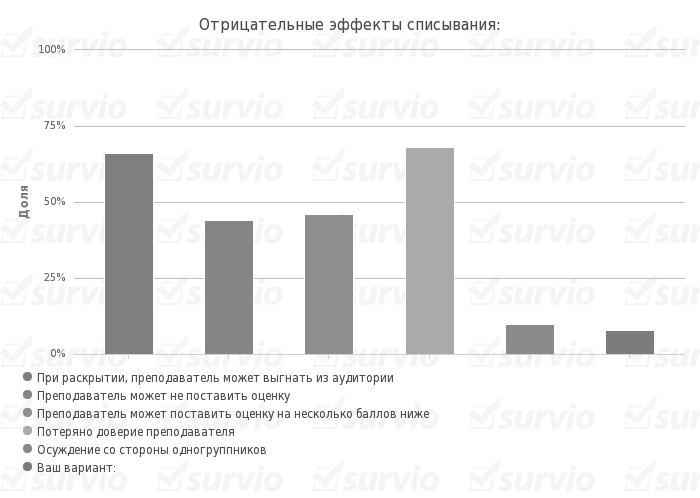 Отрицательные эффекты списывания:
100%
75%
50%
25%
0%
Доля
При раскрытии, преподаватель может выгнать из аудитории
Преподаватель может не поставить оценку
Преподаватель может поставить оценку на несколько баллов ниже
Потеряно доверие преподавателя
Осуждение со стороны одногруппников
Ваш вариант:
survio